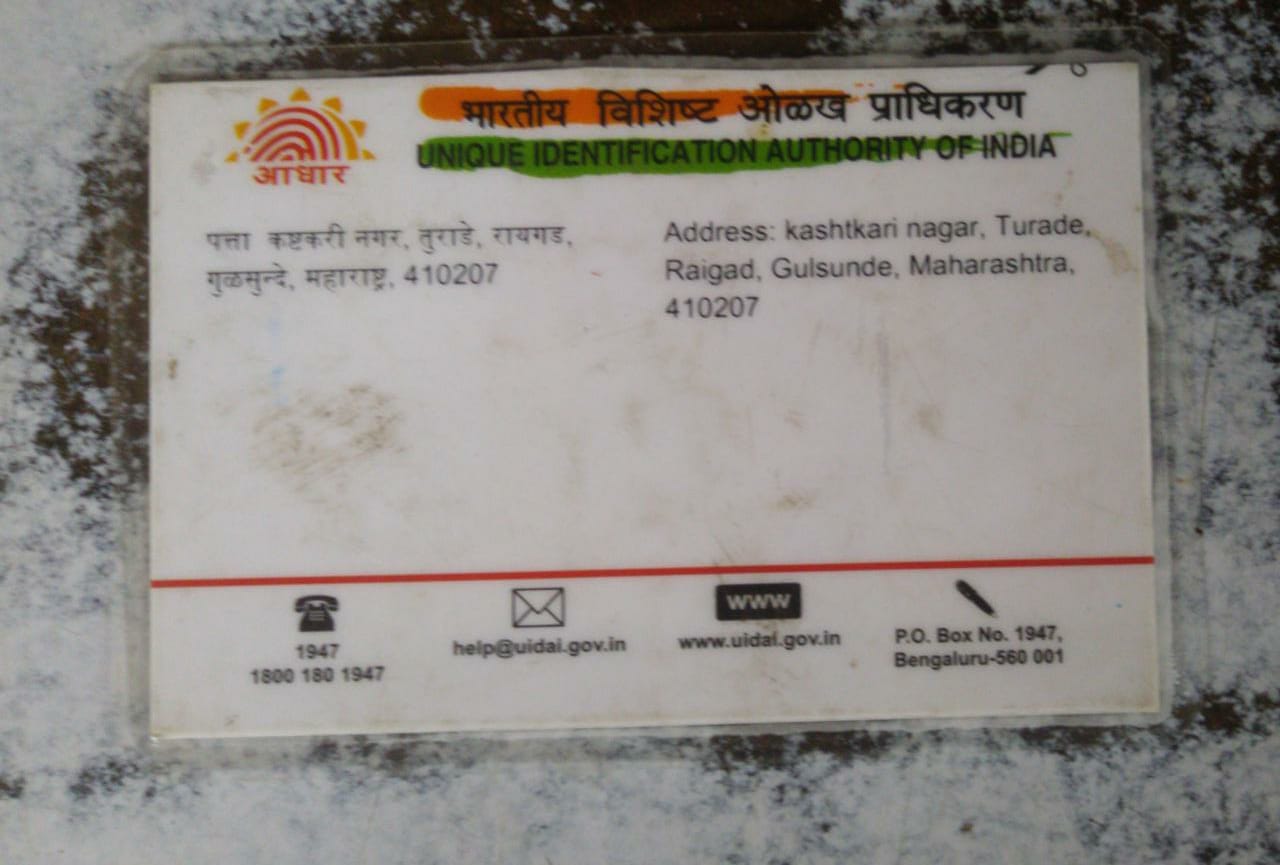 भारतीय विशिष्ट ओळख प्राधिकरण
UNIQUE IDENTIFICATION AUTHORITY OF INDIA
आधार
पत्ता कष्टकरी नगर, तुराडे, रायगड,
गुळसुन्दे, महाराष्ट्र, 410207
Address: kashtkari nagar, Turade,
Raigad, Gulsunde, Maharashtra,
410207
1947
1800 180 1947
help@uidai.gov.in
www
www.uidai.gov.in
P.O. Box No. 1947,
Bengaluru-560 001